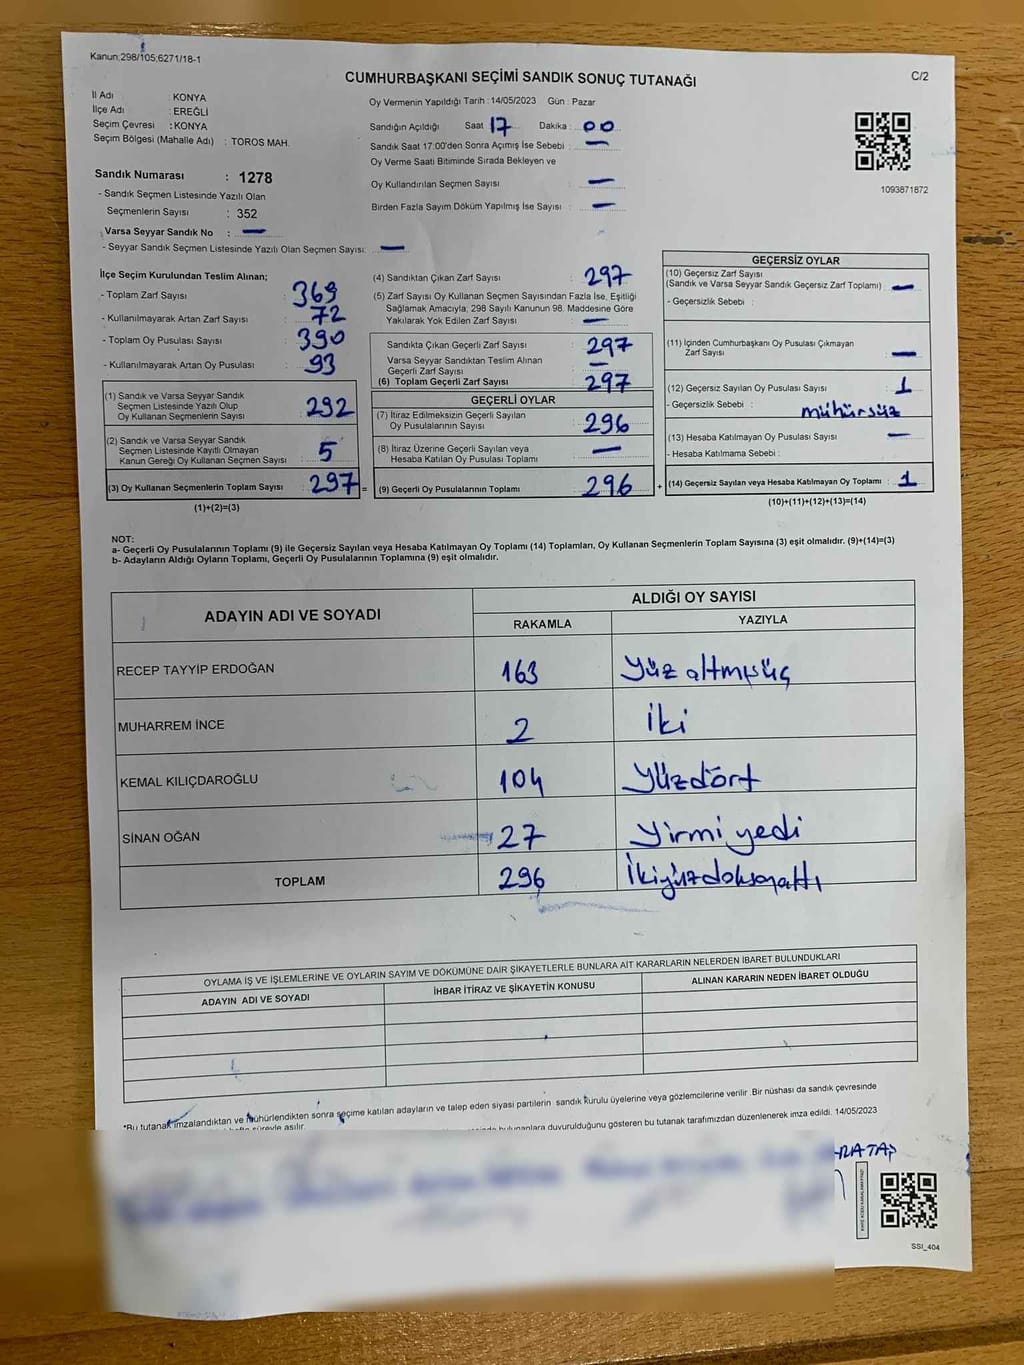 Kanun;298/105;6271/18-1
C/2
CUMHURBAŞKANI SEÇİMİ SANDIK SONUÇ TUTANAĞI
İl Adı : KONYA
İlçe Adı : EREĞLİ
Seçim Çevresi : KONYA
Seçim Bölgesi (Mahalle Adı) : TOROS MAH.
Sandık Numarası : 1278
- Sandık Seçmen Listesinde Yazılı Olan
Seçmenlerin Sayısı : 352
Varsa Seyyar Sandık No : —
- Seyyar Sandık Seçmen Listesinde Yazılı Olan Seçmen Sayısı: —
Oy Vermenin Yapıldığı Tarih : 14/05/2023 Gün : Pazar
Sandığın Açıldığı Saat 17 Dakika : 00
Sandık Saat 17:00'den Sonra Açımış İse Sebebi : —
Oy Verme Saati Bitiminde Sırada Bekleyen ve
Oy Kullandırılan Seçmen Sayısı : —
Birden Fazla Sayım Döküm Yapılmış İse Sayısı : —
1093871872
İlçe Seçim Kurulundan Teslim Alınan;
- Toplam Zarf Sayısı : 369
- Kullanılmayarak Artan Zarf Sayısı : 72
- Toplam Oy Pusulası Sayısı : 390
- Kullanılmayarak Artan Oy Pusulası : 93
(1) Sandık ve Varsa Seyyar Sandık
Seçmen Listesinde Yazılı Olup
Oy Kullanan Seçmenlerin Sayısı : 292
(2) Sandık ve Varsa Seyyar Sandık
Seçmen Listesinde Kayıtlı Olmayan
Kanun Gereği Oy Kullanan Seçmen Sayısı : 5
(3) Oy Kullanan Seçmenlerin Toplam Sayısı : 297 =
(1)+(2)=(3)
(4) Sandıktan Çıkan Zarf Sayısı : 297
(5) Zarf Sayısı Oy Kullanan Seçmen Sayısından Fazla İse, Eşitliği
Sağlamak Amacıyla, 298 Sayılı Kanunun 98. Maddesine Göre
Yakılarak Yok Edilen Zarf Sayısı : —
Sandıkta Çıkan Geçerli Zarf Sayısı : 297
Varsa Seyyar Sandıktan Teslim Alınan
Geçerli Zarf Sayısı : —
(6) Toplam Geçerli Zarf Sayısı : 297
GEÇERLİ OYLAR
(7) İtiraz Edilmeksizin Geçerli Sayılan
Oy Pusulalarının Sayısı : 296
(8) İtiraz Üzerine Geçerli Sayılan veya
Hesaba Katılan Oy Pusulası Toplamı : —
(9) Geçerli Oy Pusulalarının Toplamı : 296 +
GEÇERSİZ OYLAR
(10) Geçersiz Zarf Sayısı
(Sandık ve Varsa Seyyar Sandık Geçersiz Zarf Toplamı) : —
- Geçersizlik Sebebi :
(11) İçinden Cumhurbaşkanı Oy Pusulası Çıkmayan
Zarf Sayısı : —
(12) Geçersiz Sayılan Oy Pusulası Sayısı : 1
- Geçersizlik Sebebi : mühürsüz
(13) Hesaba Katılmayan Oy Pusulası Sayısı : —
- Hesaba Katılmama Sebebi :
(14) Geçersiz Sayılan veya Hesaba Katılmayan Oy Toplamı : 1
(10)+(11)+(12)+(13)=(14)
NOT:
a- Geçerli Oy Pusulalarının Toplamı (9) ile Geçersiz Sayılan veya Hesaba Katılmayan Oy Toplamı (14) Toplamları, Oy Kullanan Seçmenlerin Toplam Sayısına (3) eşit olmalıdır. (9)+(14)=(3)
b- Adayların Aldığı Oyların Toplamı, Geçerli Oy Pusulalarının Toplamına (9) eşit olmalıdır.
ADAYIN ADI VE SOYADI
ALDIĞI OY SAYISI
RAKAMLA YAZIYLA
RECEP TAYYİP ERDOĞAN 163 Yüz altmışüç
MUHARREM İNCE 2 İki
KEMAL KILIÇDAROĞLU 104 Yüzdört
SİNAN OĞAN 27 Yirmi yedi
TOPLAM 296 İkiyüzdoksanaltı
OYLAMA İŞ VE İŞLEMLERİNE VE OYLARIN SAYIM VE DÖKÜMÜNE DAİR ŞİKAYETLERLE BUNLARA AİT KARARLARIN NELERDEN İBARET BULUNDUKLARI
ADAYIN ADI VE SOYADI İHBAR İTİRAZ VE ŞİKAYETİN KONUSU ALINAN KARARIN NEDEN İBARET OLDUĞU
*Bu tutanak imzalandıktan ve mühürlendikten sonra seçime katılan adayların ve talep eden siyasi partilerin sandık kurulu üyelerine veya gözlemcilerine verilir. Bir nüshası da sandık çevresinde
süreyle asılır.
bulunanlara duyurulduğunu gösteren bu tutanak tarafımızdan düzenlenerek imza edildi. 14/05/2023
SSI_404